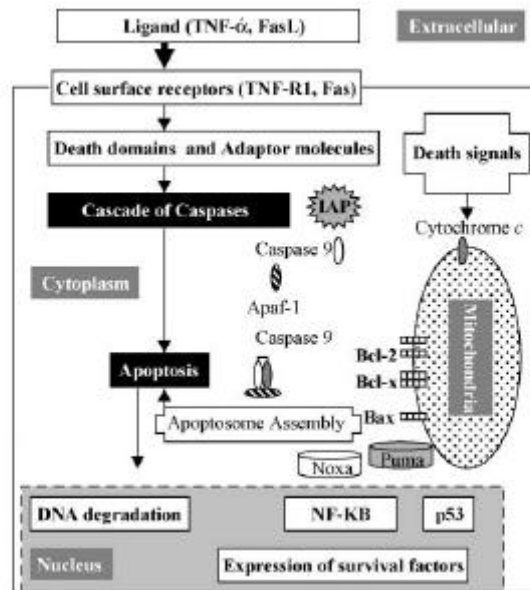 Ligand (TNF-ά, FasL)
Extracellular
Cell surface receptors (TNF-R1, Fas)
Death domains and Adaptor molecules
Death signals
Cascade of Caspases
IAP
Cytochrome c
Caspase 9
Cytoplasm
Apaf-1
Mitochondria
Caspase 9
Bcl-2
Apoptosis
Bcl-x
Apoptosome Assembly
Bax
Noxa
Puma
DNA degradation
NF-KB
p53
Nucleus
Expression of survival factors